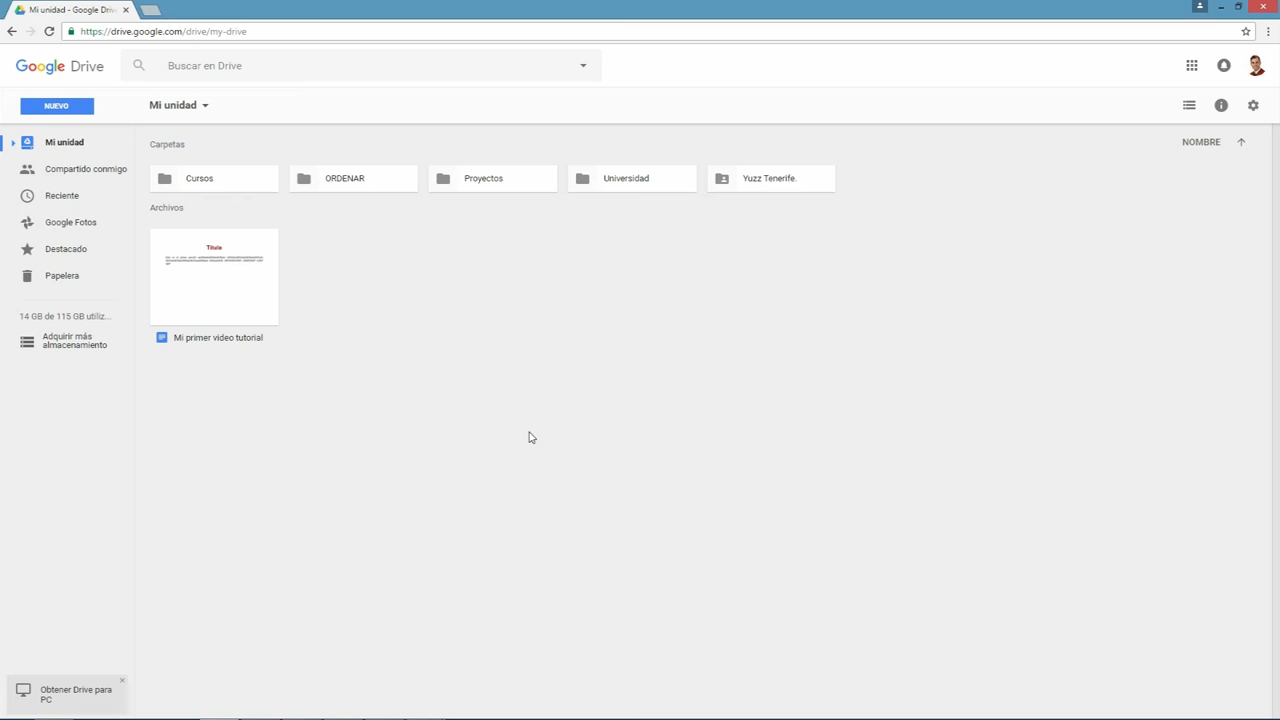 Mi unidad - Google Driv
https://drive.google.com/drive/my-drive
Google Drive
Buscar en Drive
NUEVO
Mi unidad
Mi unidad
Compartido conmigo
Reciente
Google Fotos
Destacado
Papelera
14 GB de 115 GB utiliz...
Adquirir más
almacenamiento
Carpetas
NOMBRE
Cursos
ORDENAR
Proyectos
Universidad
Yuzz Tenerife.
Archivos
Título
Mi primer video tutorial
Obtener Drive para
PC